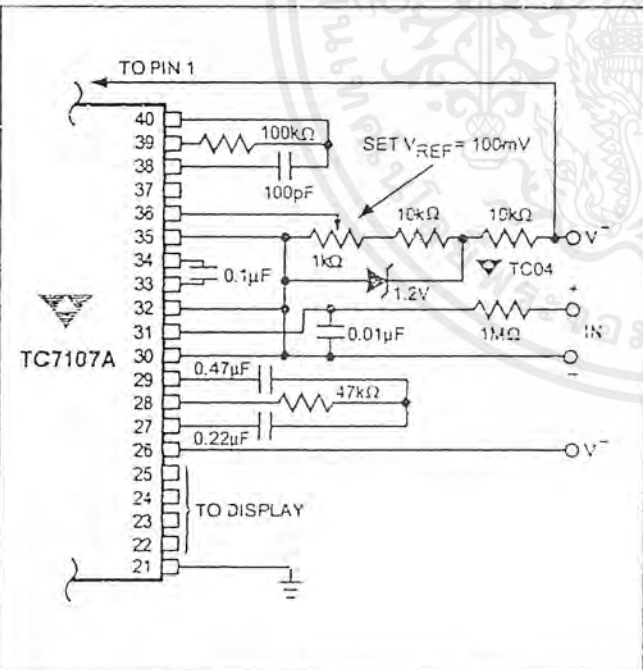 TO PIN 1
40
39
38
37
36
35
34
33
32
31
30
29
28
27
26
25
24
23
22
21
TC7107A
100kΩ
100pF
SET VREF = 100mV
10kΩ
10kΩ
V
1kΩ
TC04
1.2V
0.1µF
+
IN
0.01µF
1MΩ
−
0.47µF
47kΩ
0.22µF
V−
TO DISPLAY